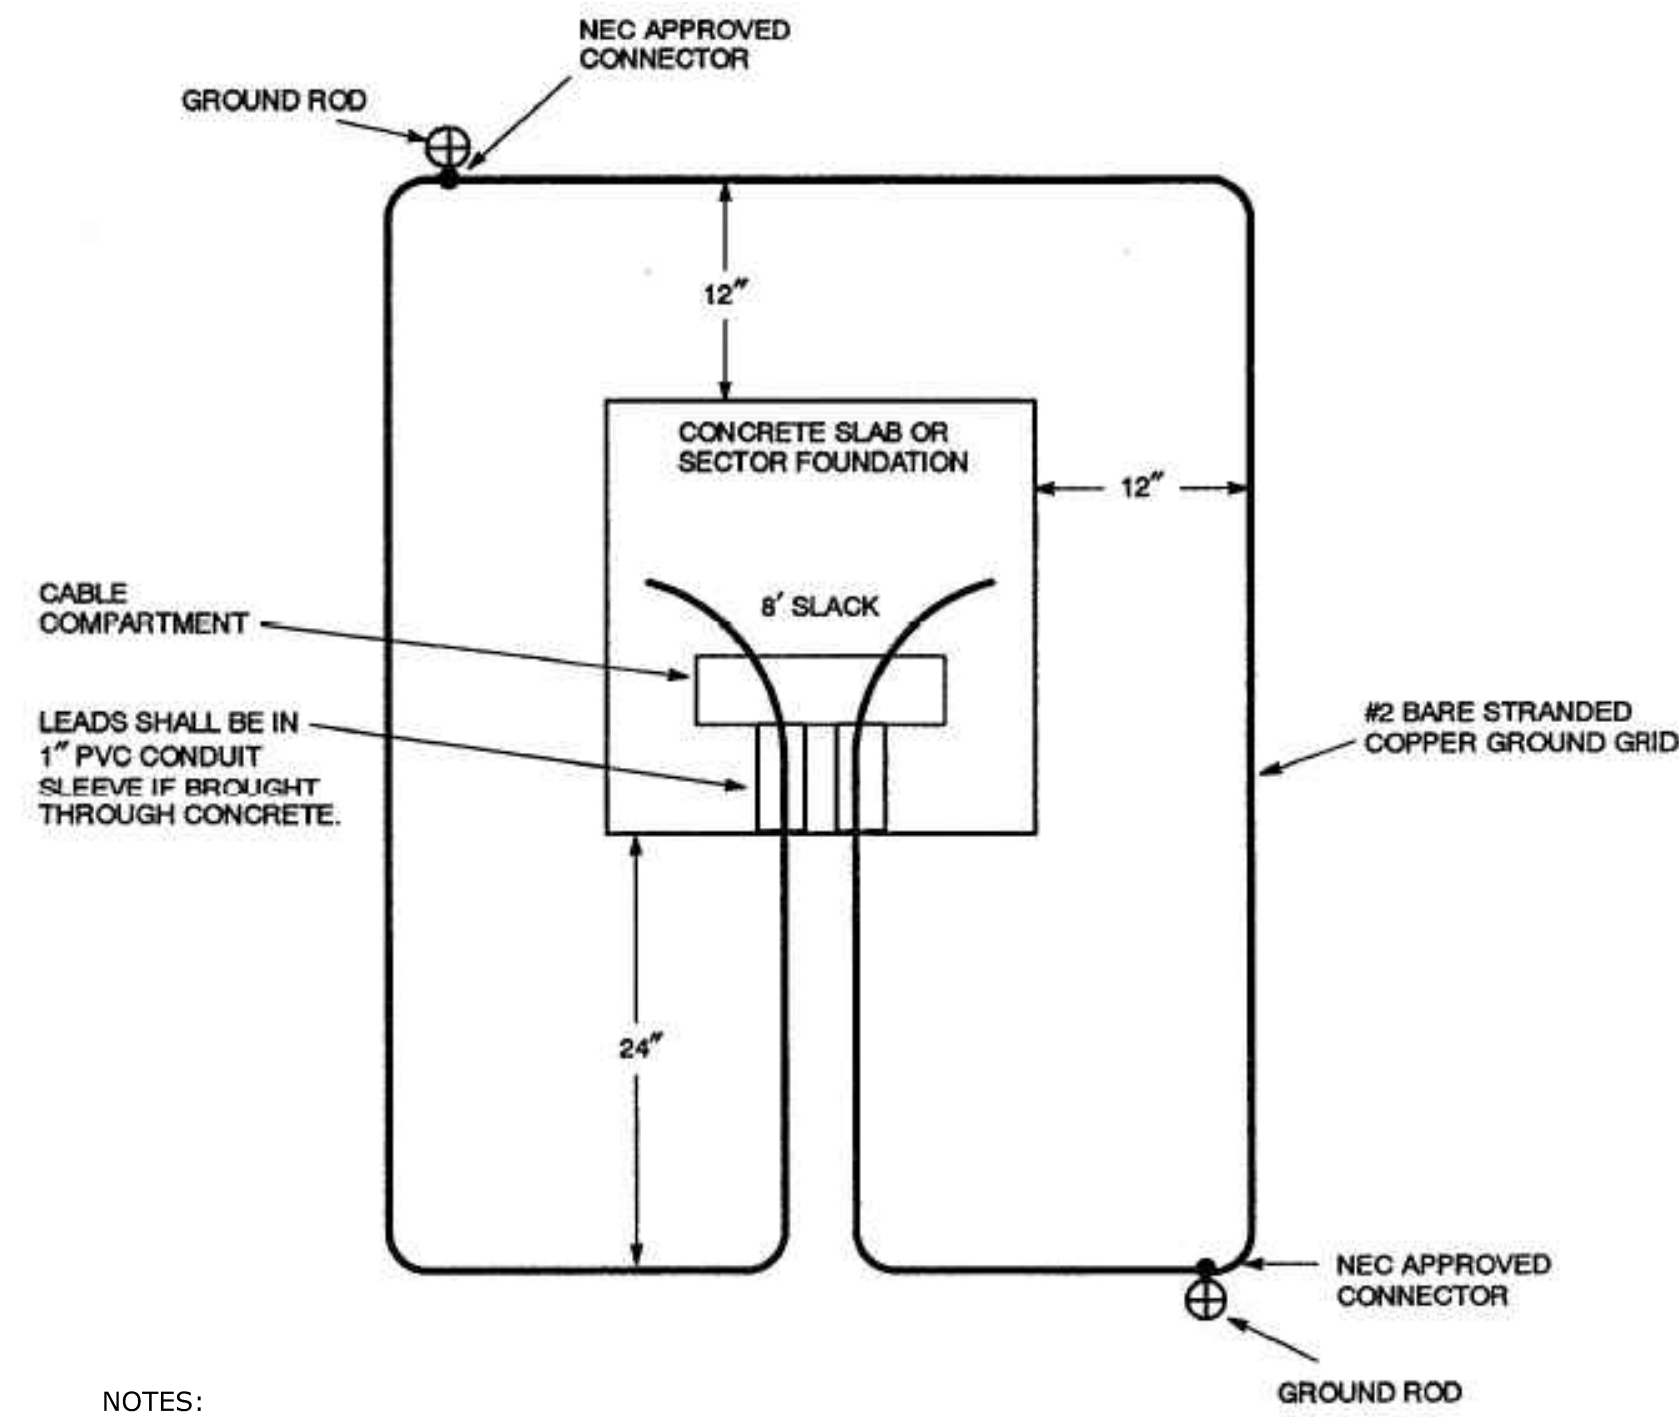 NEC APPROVED
CONNECTOR
GROUND ROD
12″
CONCRETE SLAB OR
SECTOR FOUNDATION
12″
CABLE
COMPARTMENT
8′ SLACK
LEADS SHALL BE IN
1″ PVC CONDUIT
SLEEVE IF BROUGHT
THROUGH CONCRETE.
#2 BARE STRANDED
COPPER GROUND GRID
24″
NEC APPROVED
CONNECTOR
GROUND ROD
NOTES: